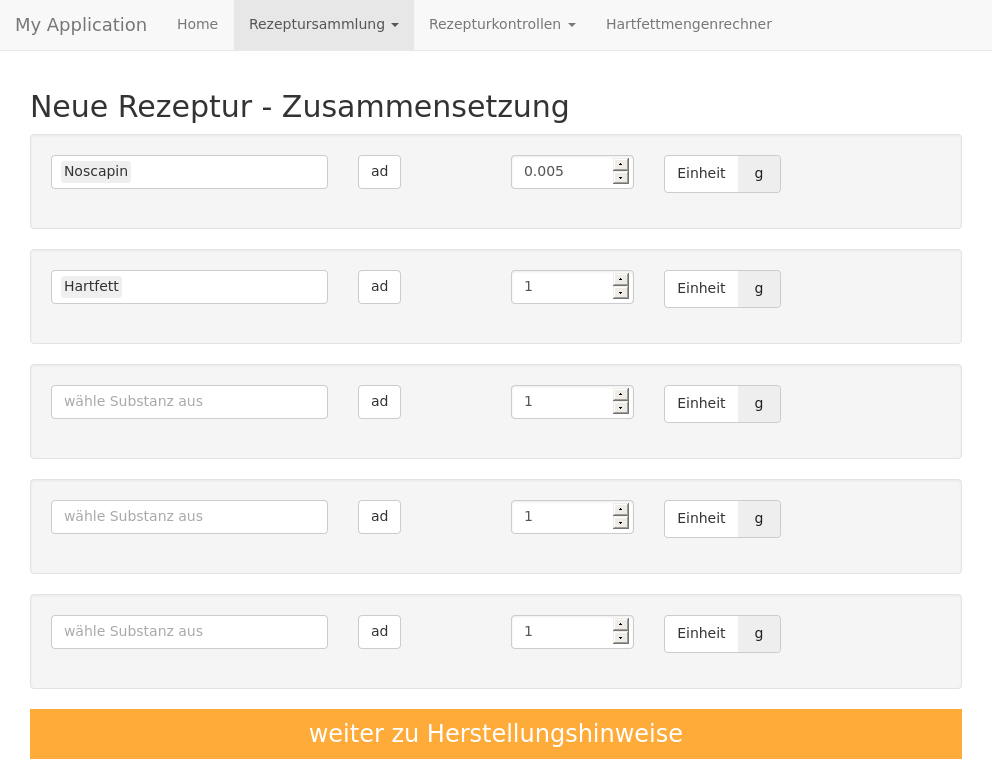 My Application Home Rezeptursammlung Rezepturkontrollen Hartfettmengenrechner
Neue Rezeptur - Zusammensetzung
Noscapin ad 0.005 Einheit g
Hartfett ad 1 Einheit g
wähle Substanz aus ad 1 Einheit g
wähle Substanz aus ad 1 Einheit g
wähle Substanz aus ad 1 Einheit g
weiter zu Herstellungshinweise